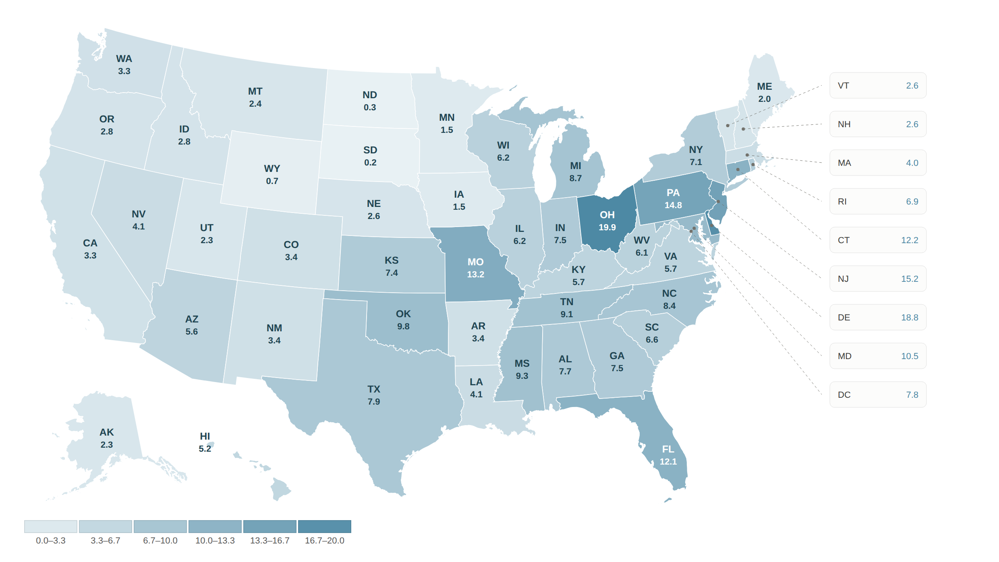 WA
3.3
OR
2.8
CA
3.3
NV
4.1
ID
2.8
MT
2.4
WY
0.7
UT
2.3
CO
3.4
AZ
5.6
NM
3.4
ND
0.3
SD
0.2
NE
2.6
KS
7.4
OK
9.8
TX
7.9
MN
1.5
IA
1.5
MO
13.2
AR
3.4
LA
4.1
WI
6.2
IL
6.2
MI
8.7
IN
7.5
OH
19.9
KY
5.7
TN
9.1
MS
9.3
AL
7.7
GA
7.5
FL
12.1
SC
6.6
NC
8.4
VA
5.7
WV
6.1
PA
14.8
NY
7.1
ME
2.0
AK
2.3
HI
5.2
VT 2.6
NH 2.6
MA 4.0
RI 6.9
CT 12.2
NJ 15.2
DE 18.8
MD 10.5
DC 7.8
0.0–3.3
3.3–6.7
6.7–10.0
10.0–13.3
13.3–16.7
16.7–20.0